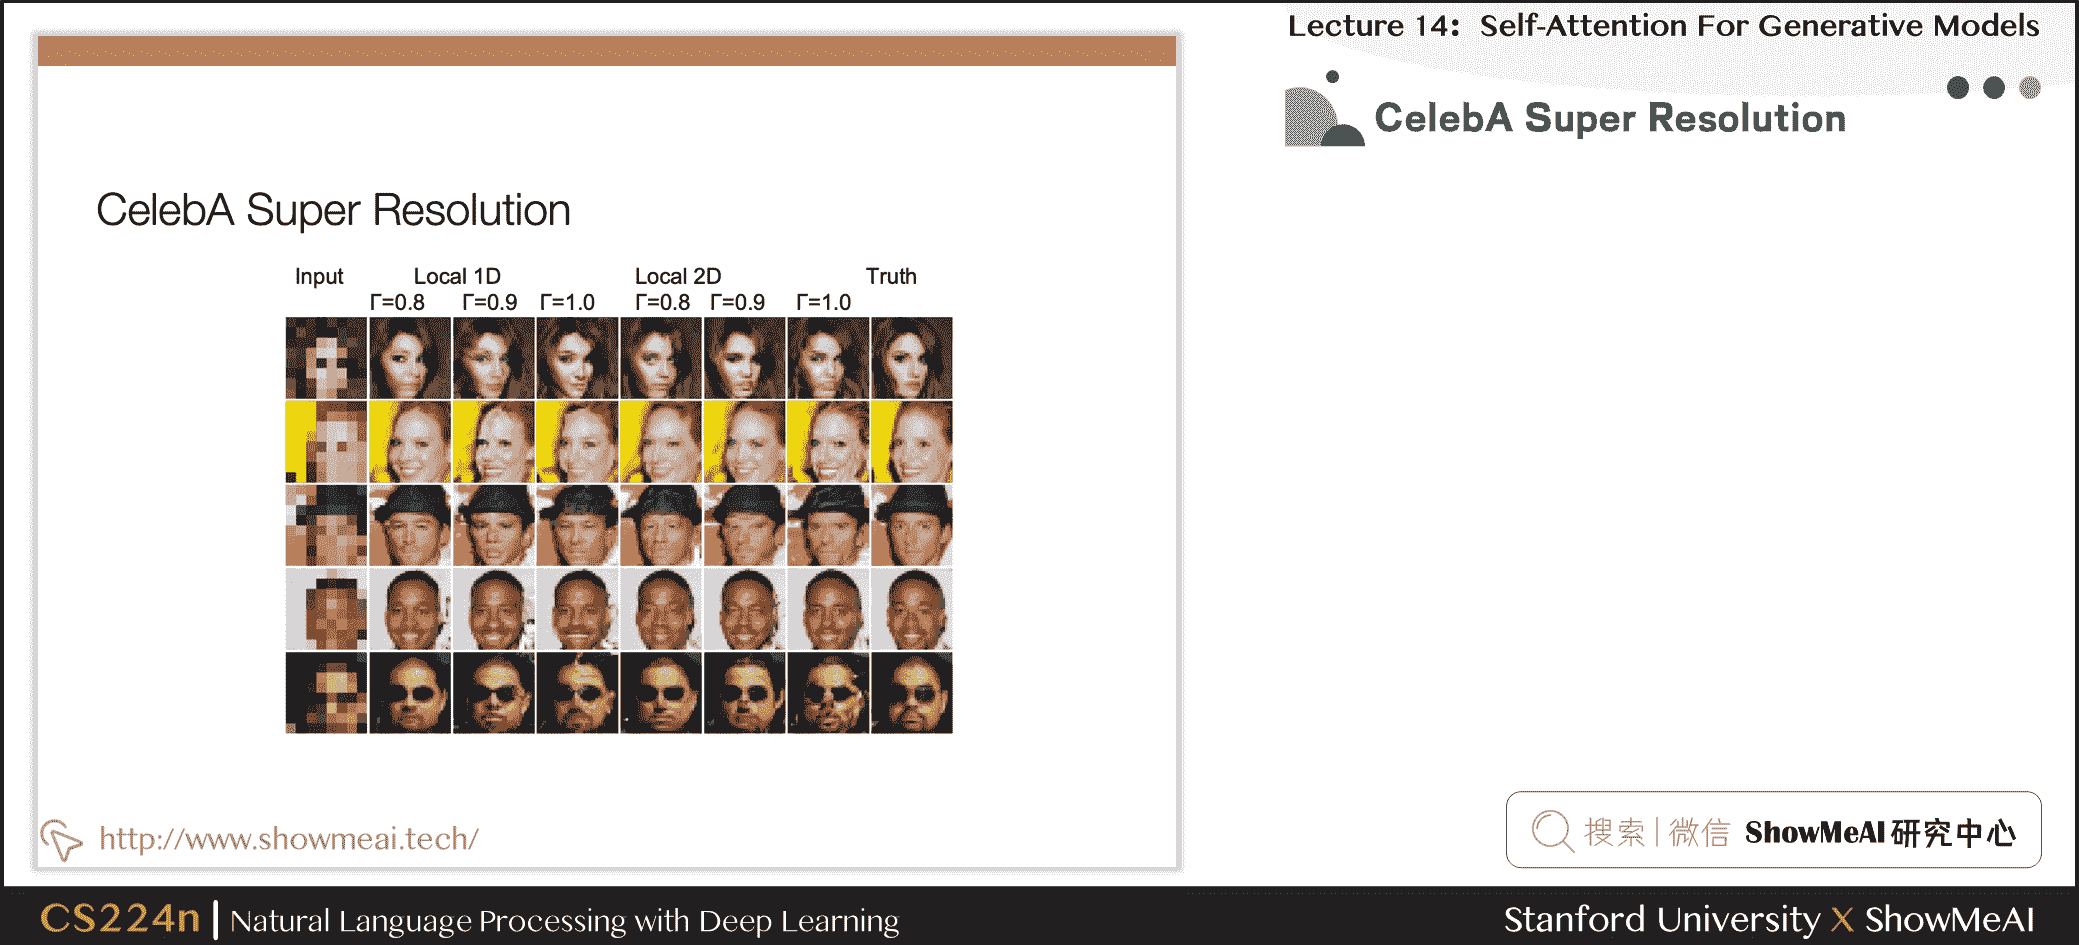 Lecture 14: Self-Attention For Generative Models
CelebA Super Resolution
CelebA Super Resolution
Input Local 1D Local 2D Truth
Γ=0.8 Γ=0.9 Γ=1.0 Γ=0.8 Γ=0.9 Γ=1.0
http://www.showmeai.tech/
搜索|微信 ShowMeAI 研究中心
CS224n | Natural Language Processing with Deep Learning
Stanford University X ShowMeAI